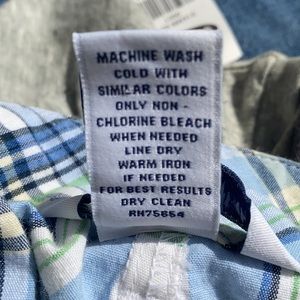 MACHINE WASH
COLD WITH
SIMILAR COLORS
ONLY NON -
CHLORINE BLEACH
WHEN NEEDED
LINE DRY
WARM IRON
IF NEEDED
FOR BEST RESULTS
DRY CLEAN
RN75654